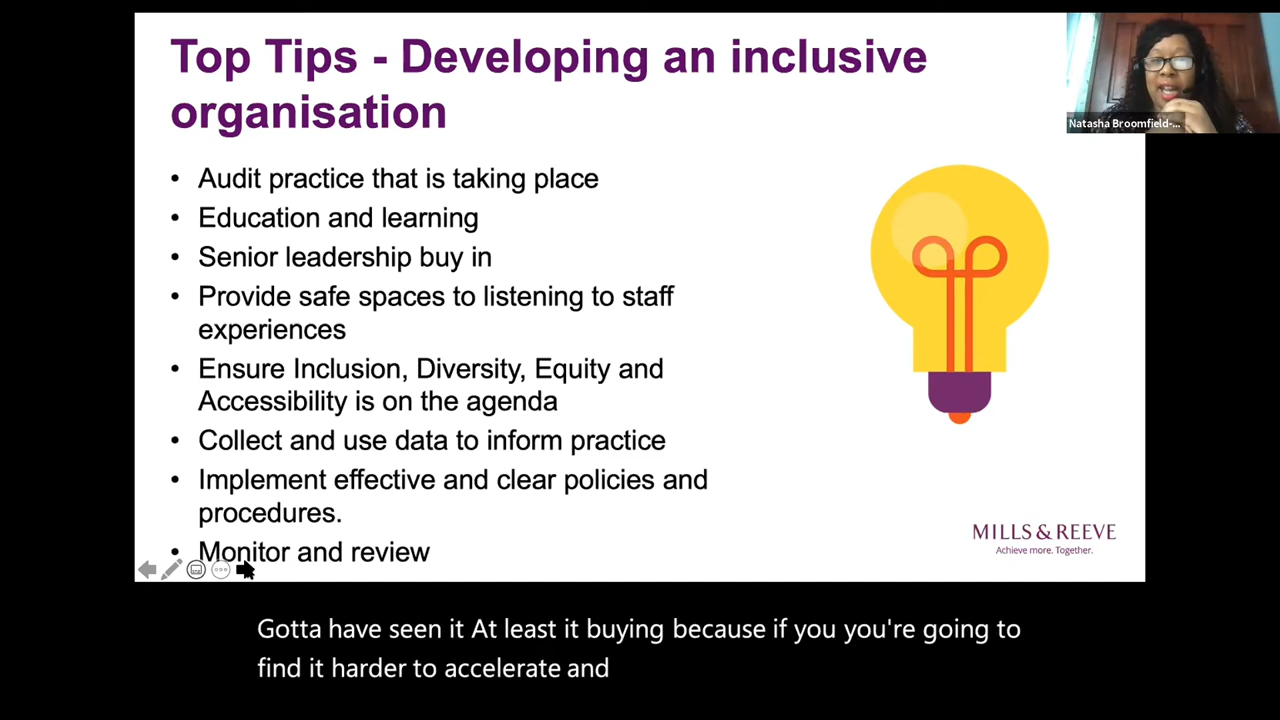 Top Tips - Developing an inclusive
organisation
Natasha Broomfield-...
• Audit practice that is taking place
• Education and learning
• Senior leadership buy in
• Provide safe spaces to listening to staff
experiences
• Ensure Inclusion, Diversity, Equity and
Accessibility is on the agenda
• Collect and use data to inform practice
• Implement effective and clear policies and
procedures.
• Monitor and review
MILLS & REEVE
Achieve more. Together.
Gotta have seen it At least it buying because if you you're going to
find it harder to accelerate and